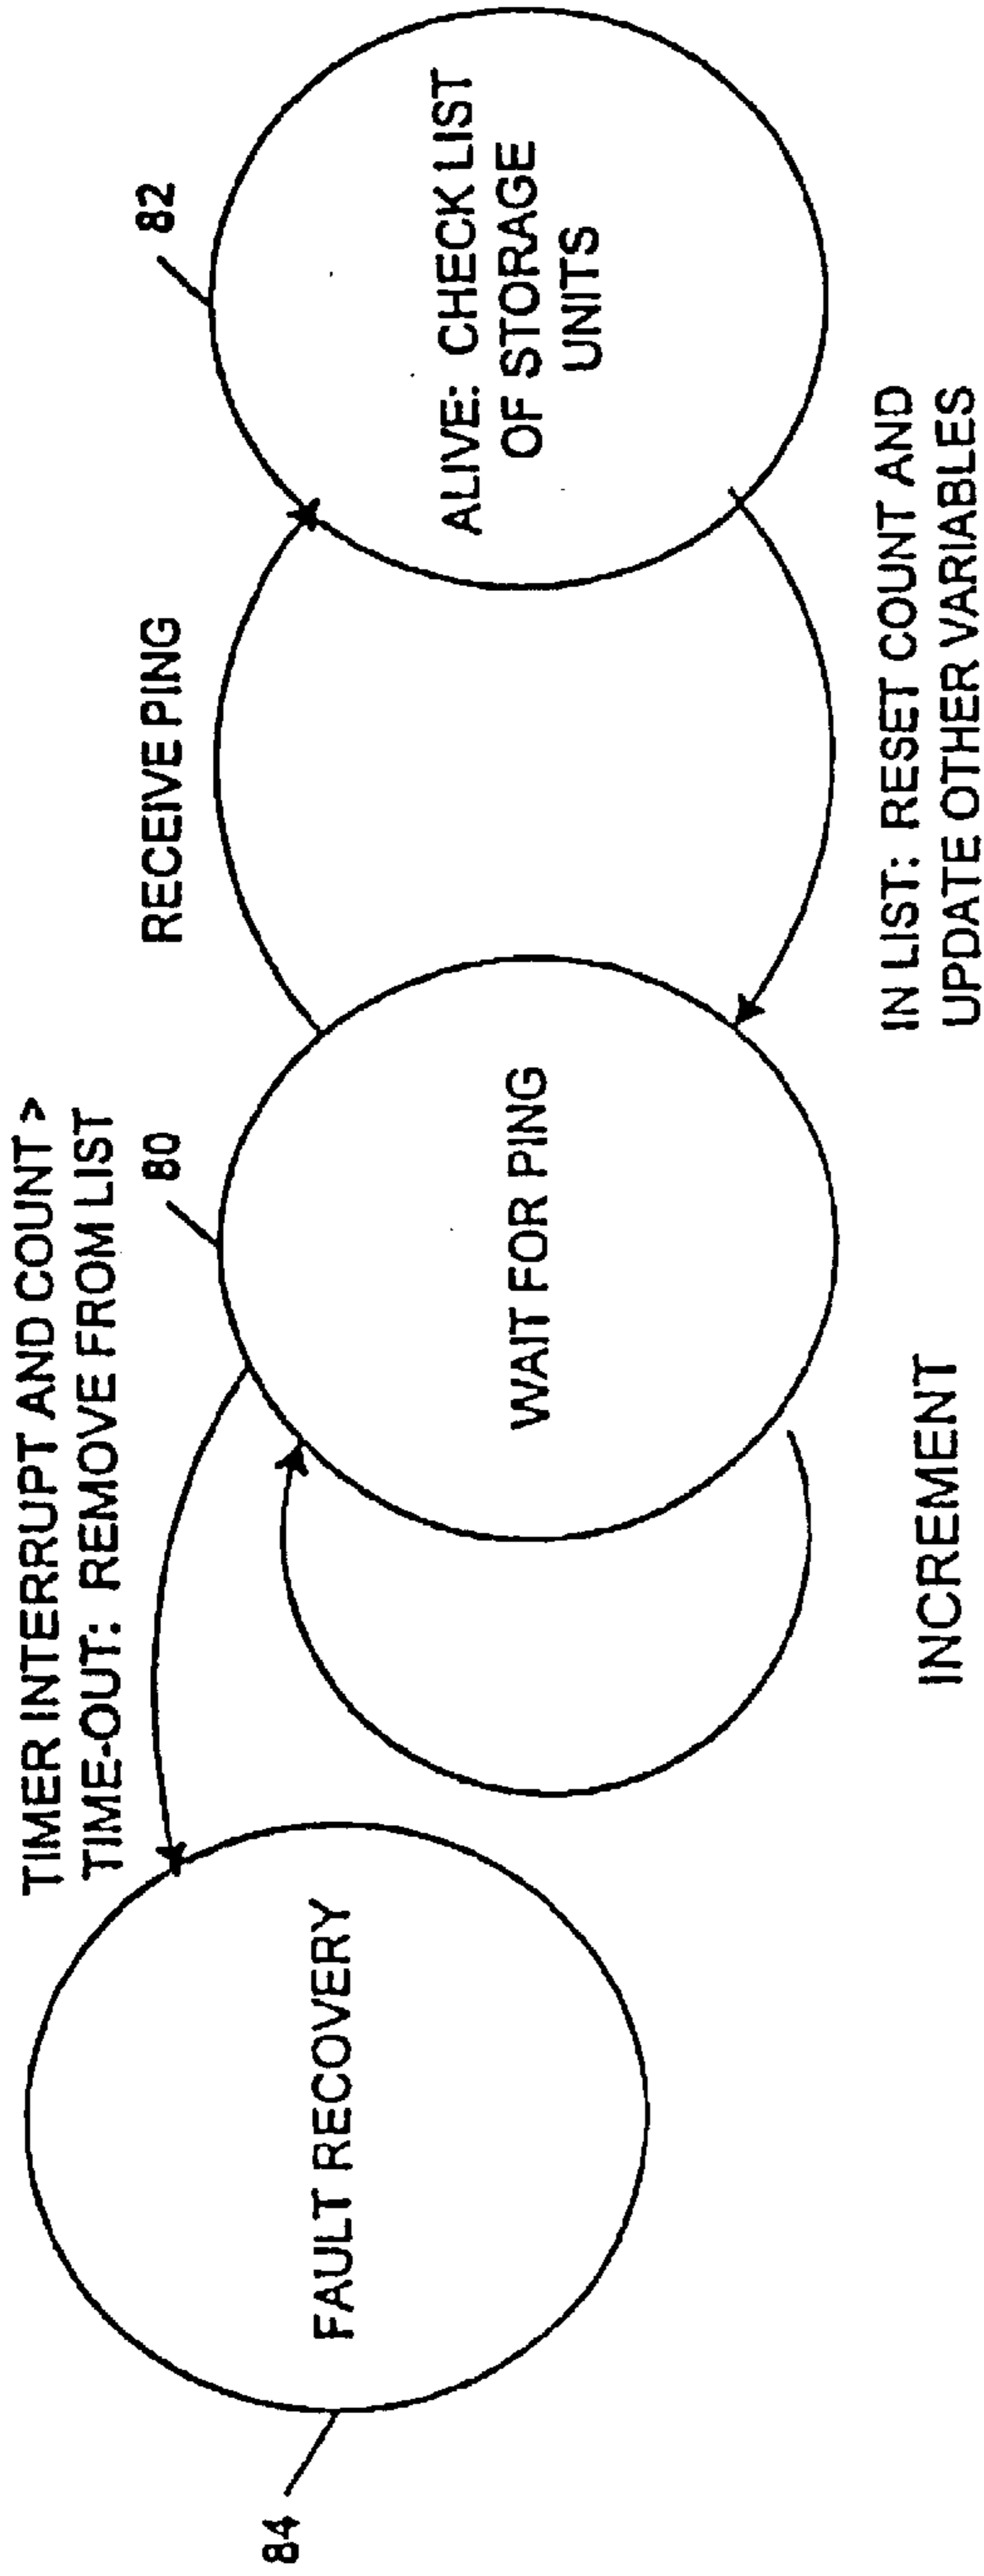 TIMER INTERRUPT AND COUNT >
TIME-OUT: REMOVE FROM LIST
84
FAULT RECOVERY
80
WAIT FOR PING
INCREMENT
RECEIVE PING
82
ALIVE: CHECK LIST
OF STORAGE
UNITS
IN LIST: RESET COUNT AND
UPDATE OTHER VARIABLES